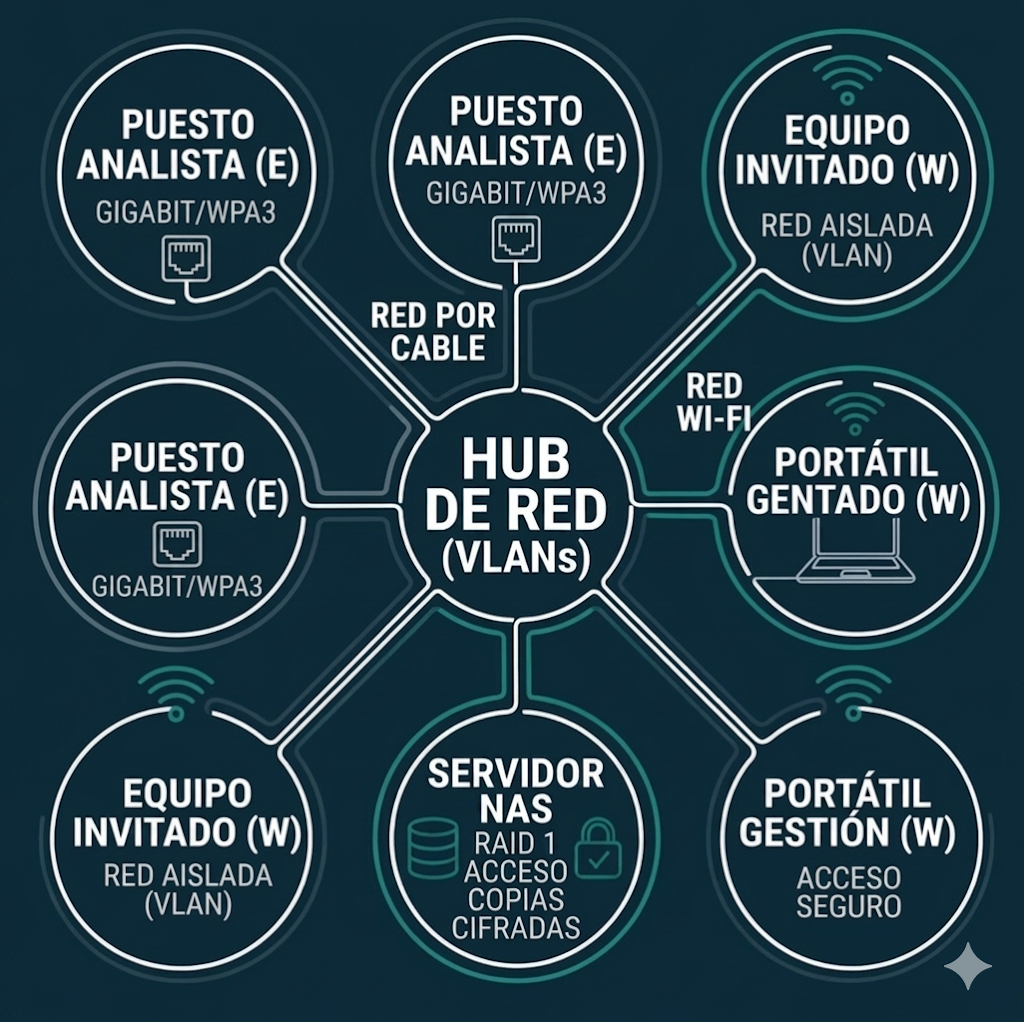 PUESTO
ANALISTA (E)
GIGABIT/WPA3
PUESTO
ANALISTA (E)
GIGABIT/WPA3
EQUIPO
INVITADO (W)
RED AISLADA
(VLAN)
RED POR
CABLE
RED
WI-FI
PUESTO
ANALISTA (E)
GIGABIT/WPA3
HUB
DE RED
(VLANs)
PORTÁTIL
GENTADO (W)
EQUIPO
INVITADO (W)
RED AISLADA
(VLAN)
SERVIDOR
NAS
RAID 1
ACCESO
COPIAS
CIFRADAS
PORTÁTIL
GESTIÓN (W)
ACCESO
SEGURO